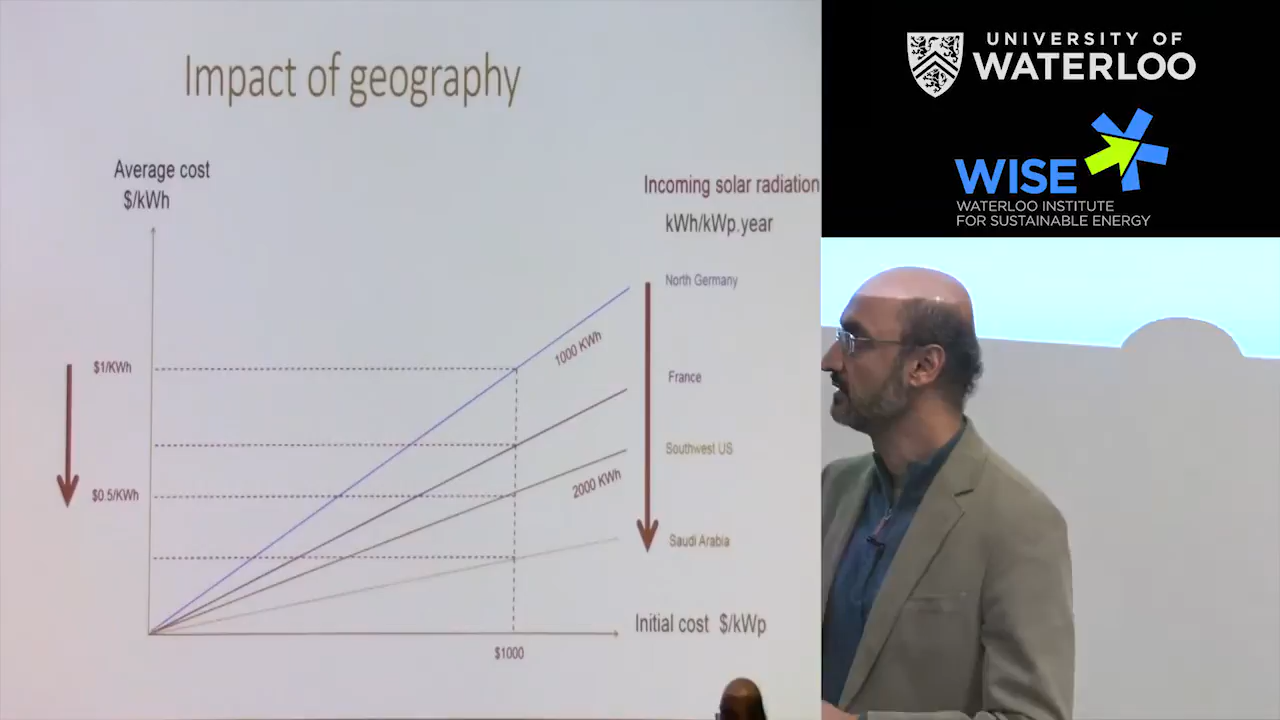 Impact of geography
Average cost
$/kWh
Incoming solar radiation
kWh/kWp.year
North Germany
1000 KWh
$1/KWh
France
Southwest US
2000 KWh
$0.5/KWh
Saudi Arabia
Initial cost $/kWp
$1000
UNIVERSITY OF
WATERLOO
WISE
WATERLOO INSTITUTE
FOR SUSTAINABLE ENERGY